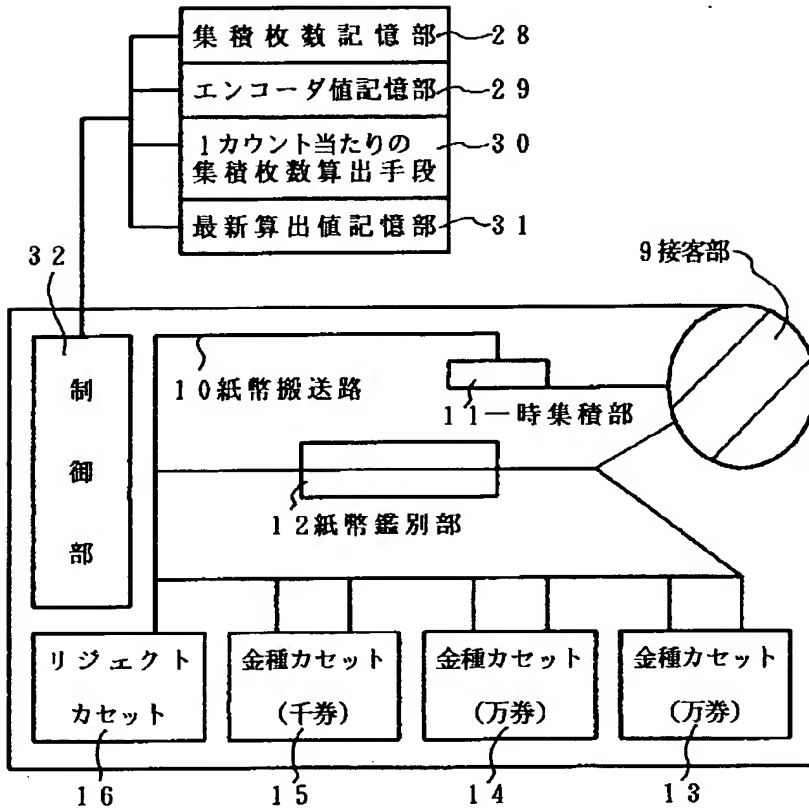 集積枚数記憶部 28
エンコーダ値記憶部 29
1カウント当たりの 30
集積枚数算出手段
最新算出値記憶部 31
32
9接客部
制
御
部
10紙幣搬送路
11一時集積部
12紙幣鑑別部
リジェクト
カセット
金種カセット
(千券)
金種カセット
(万券)
金種カセット
(万券)
16
15
14
13